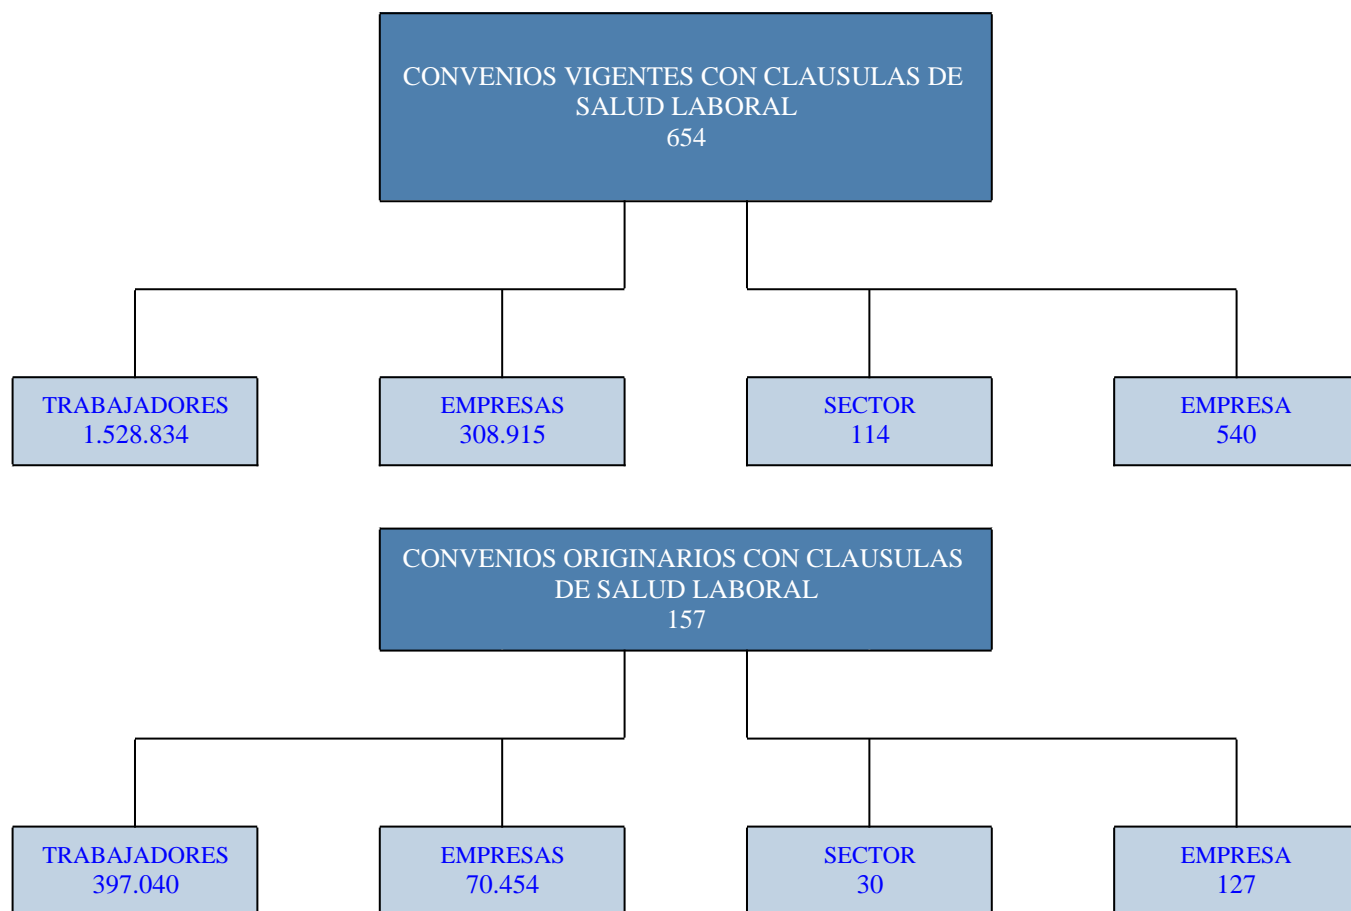 CONVENIOS VIGENTES CON CLAUSULAS DE
SALUD LABORAL
654
TRABAJADORES
1.528.834
EMPRESAS
308.915
SECTOR
114
EMPRESA
540
CONVENIOS ORIGINARIOS CON CLAUSULAS
DE SALUD LABORAL
157
TRABAJADORES
397.040
EMPRESAS
70.454
SECTOR
30
EMPRESA
127